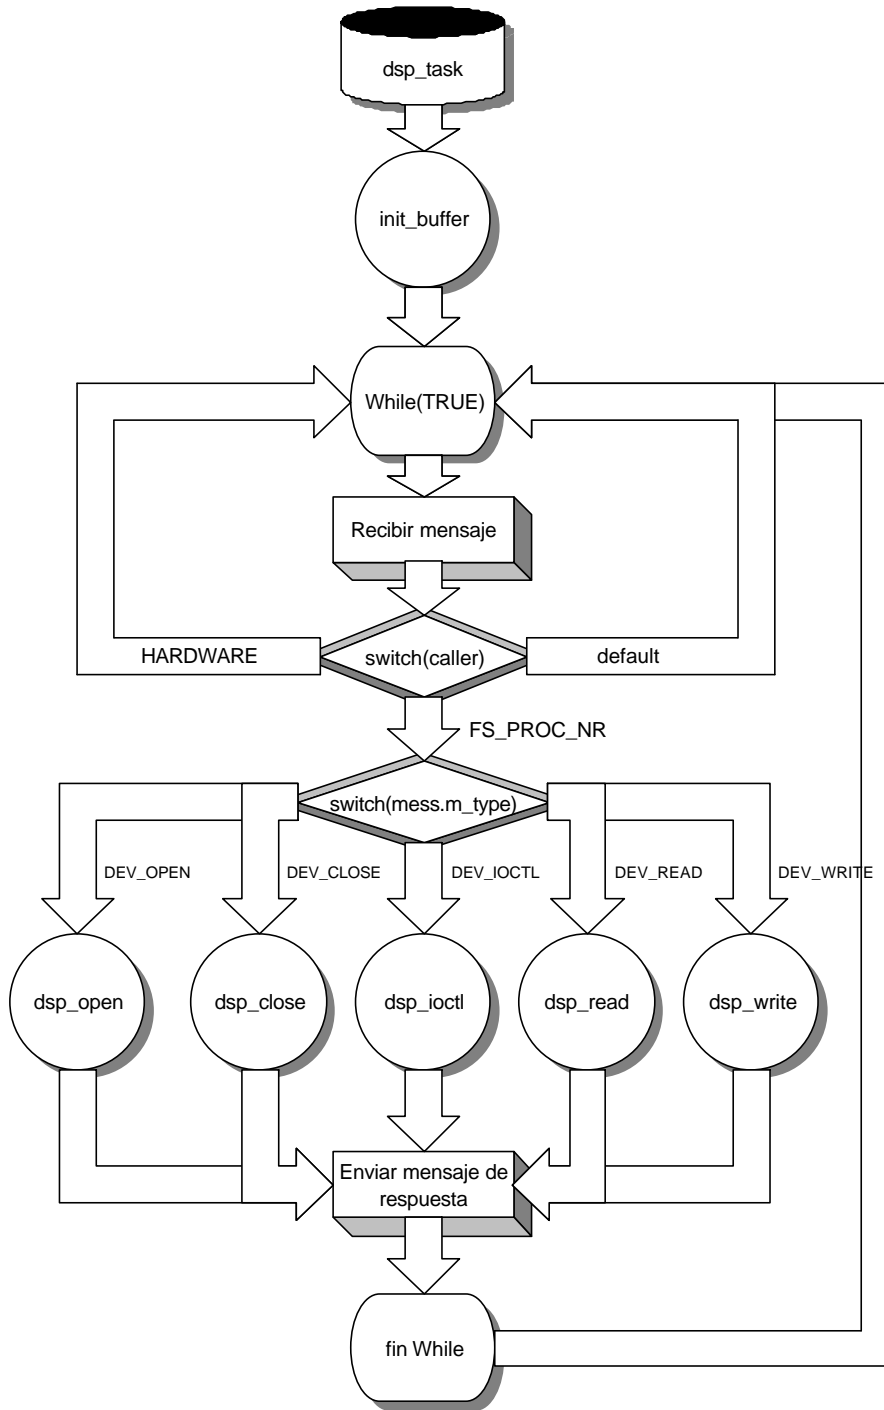 dsp_task
init_buffer
While(TRUE)
Recibir mensaje
HARDWARE
switch(caller)
default
FS_PROC_NR
switch(mess.m_type)
DEV_OPEN
DEV_CLOSE
DEV_IOCTL
DEV_READ
DEV_WRITE
dsp_open
dsp_close
dsp_ioctl
dsp_read
dsp_write
Enviar mensaje de
respuesta
fin While